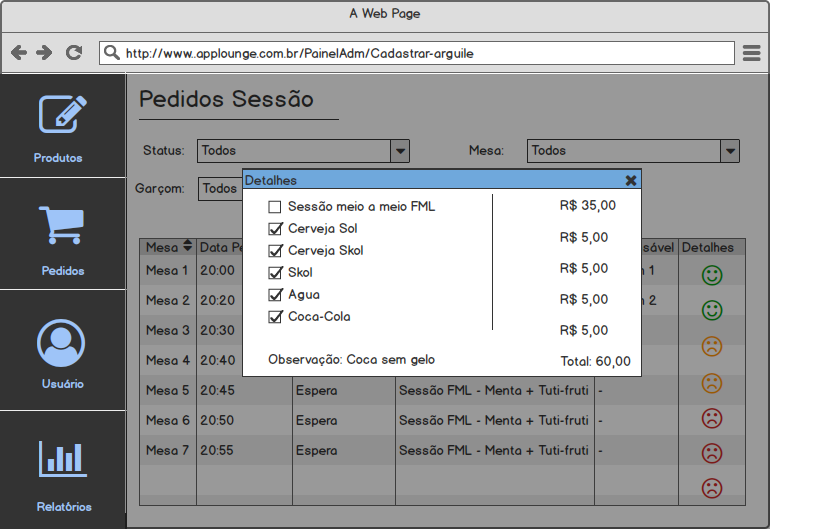 A Web Page
http://www.applounge.com.br/PainelAdm/Cadastrar-arguile
Produtos
Pedidos
Usuário
Relatórios
Pedidos Sessão
Status: Todos Mesa: Todos
Garçom: Todos
Detalhes
Sessão meio a meio FML R$ 35,00
Cerveja Sol R$ 5,00
Cerveja Skol R$ 5,00
Skol R$ 5,00
Agua R$ 5,00
Coca-Cola
Observação: Coca sem gelo Total: 60,00
Mesa Data Pe sável Detalhes
Mesa 1 20:00 1
Mesa 2 20:20 2
Mesa 3 20:30
Mesa 4 20:40
Mesa 5 20:45 Espera Sessão FML - Menta + Tuti-fruti -
Mesa 6 20:50 Espera Sessão FML - Menta + Tuti-fruti -
Mesa 7 20:55 Espera Sessão FML - Menta + Tuti-fruti -